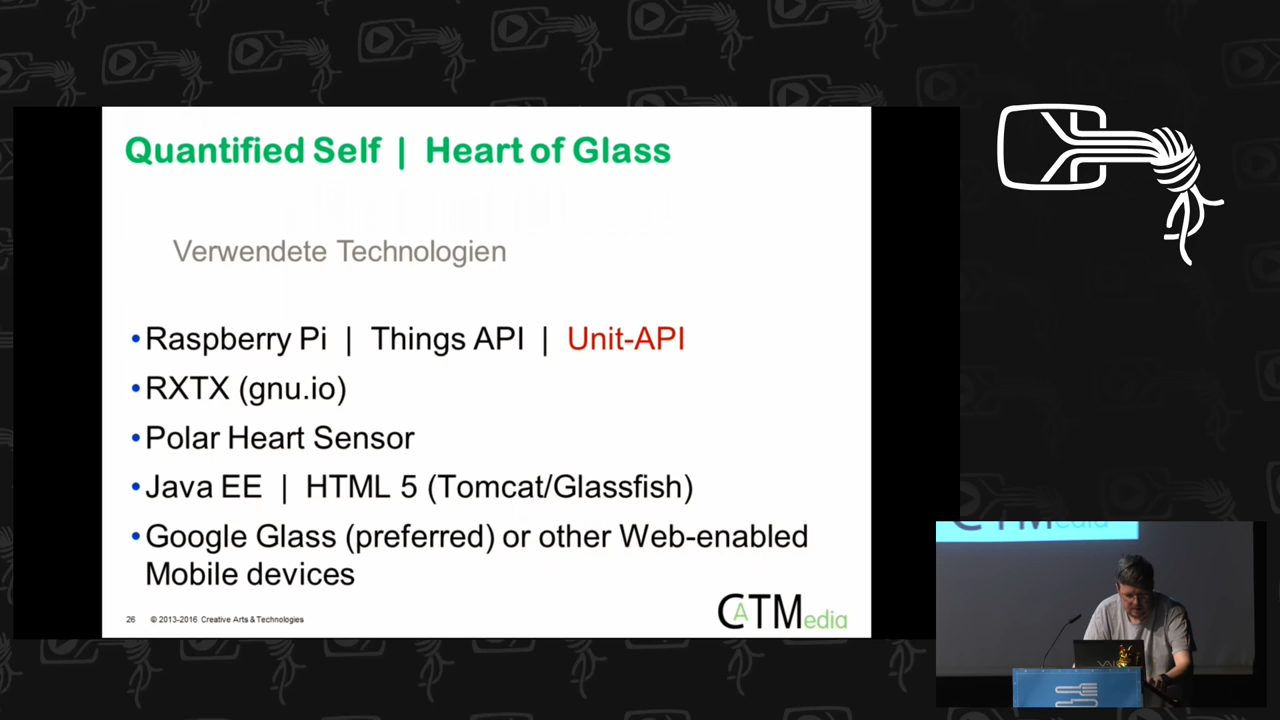 Quantified Self | Heart of Glass
Verwendete Technologien
•Raspberry Pi | Things API | Unit-API
•RXTX (gnu.io)
•Polar Heart Sensor
•Java EE | HTML 5 (Tomcat/Glassfish)
•Google Glass (preferred) or other Web-enabled
Mobile devices
26 © 2013-2016 Creative Arts & Technologies
CATMedia
CATMedia
VAIO